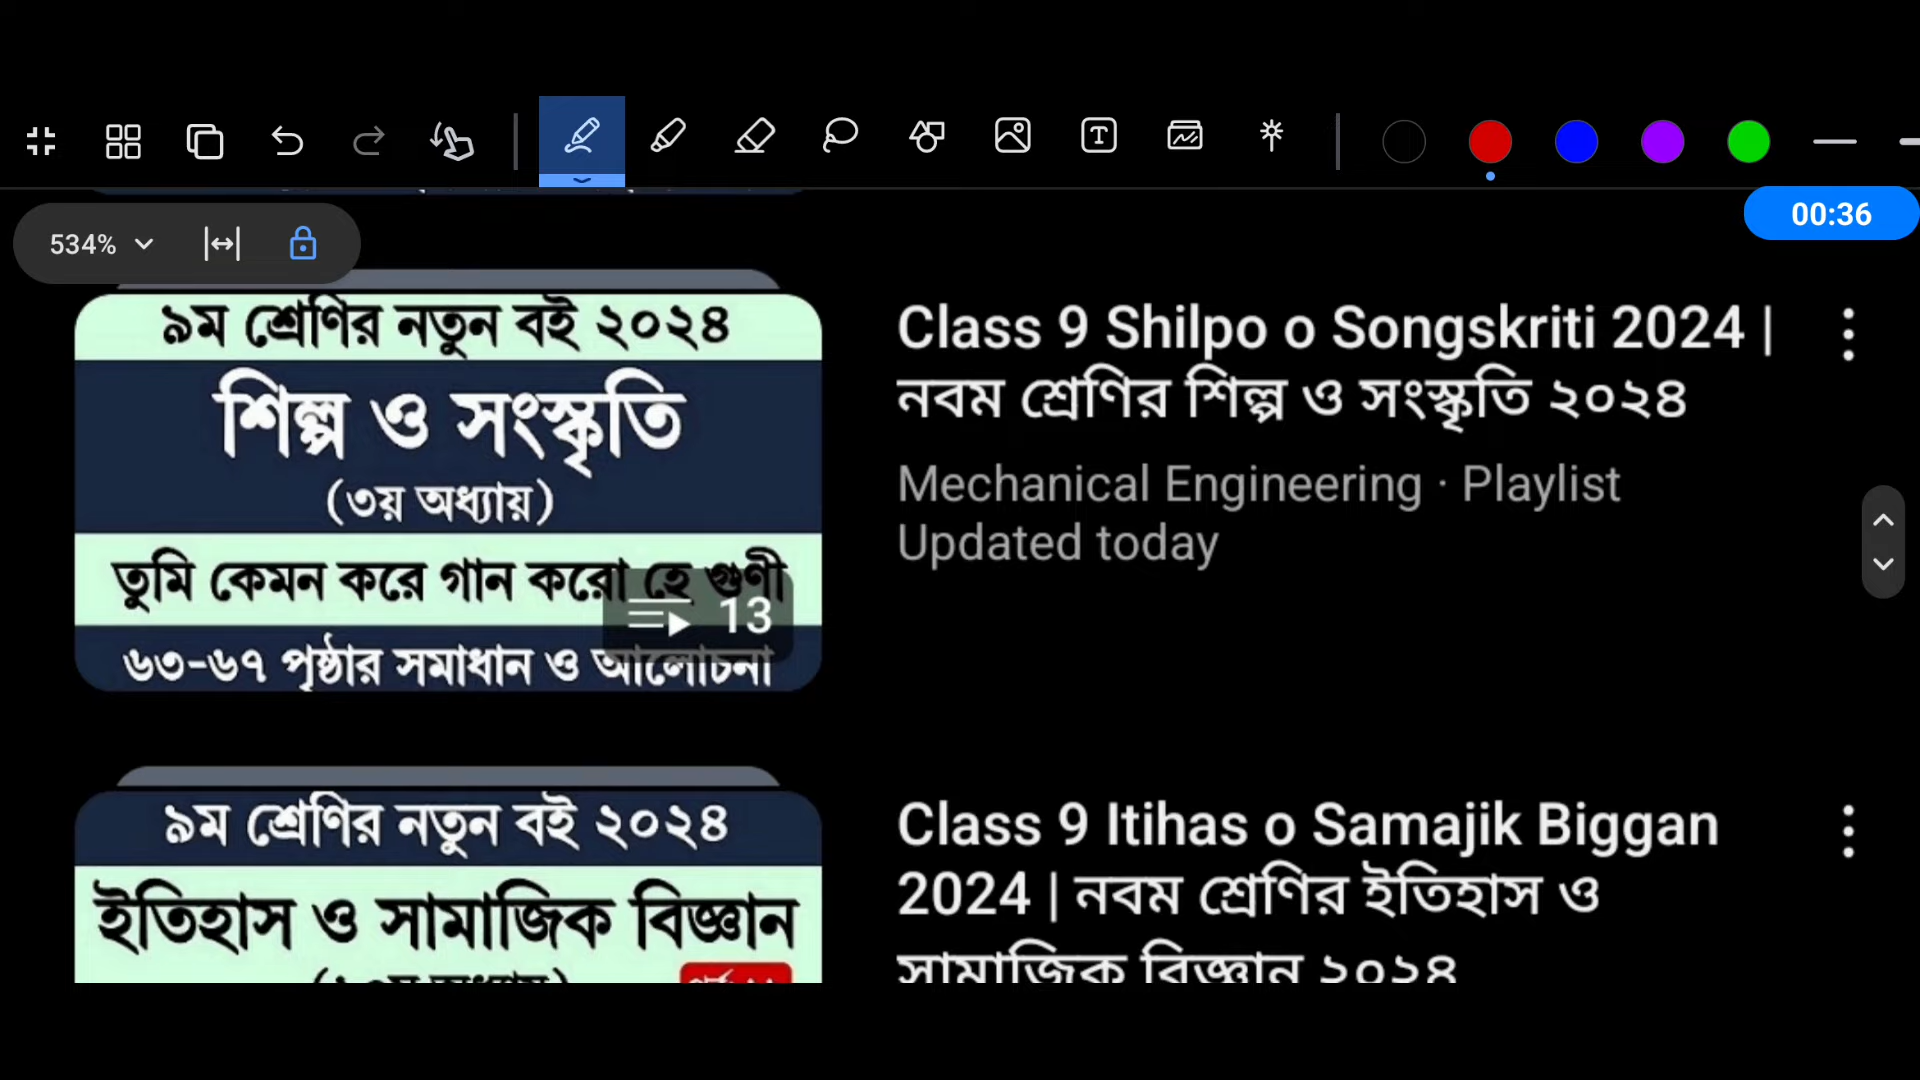 00:36
534%
৯ম শ্রেণির নতুন বই ২০২৪
শিল্প ও সংস্কৃতি
(৩য় অধ্যায়)
তুমি কেমন করে গান করো হে গুণী
13
৬৩-৬৭ পৃষ্ঠার সমাধান ও আলোচনা
Class 9 Shilpo o Songskriti 2024 |
নবম শ্রেণির শিল্প ও সংস্কৃতি ২০২৪
Mechanical Engineering · Playlist
Updated today
৯ম শ্রেণির নতুন বই ২০২৪
ইতিহাস ও সামাজিক বিজ্ঞান
Class 9 Itihas o Samajik Biggan
2024 | নবম শ্রেণির ইতিহাস ও
সামাজিক বিজ্ঞান ২০২৪